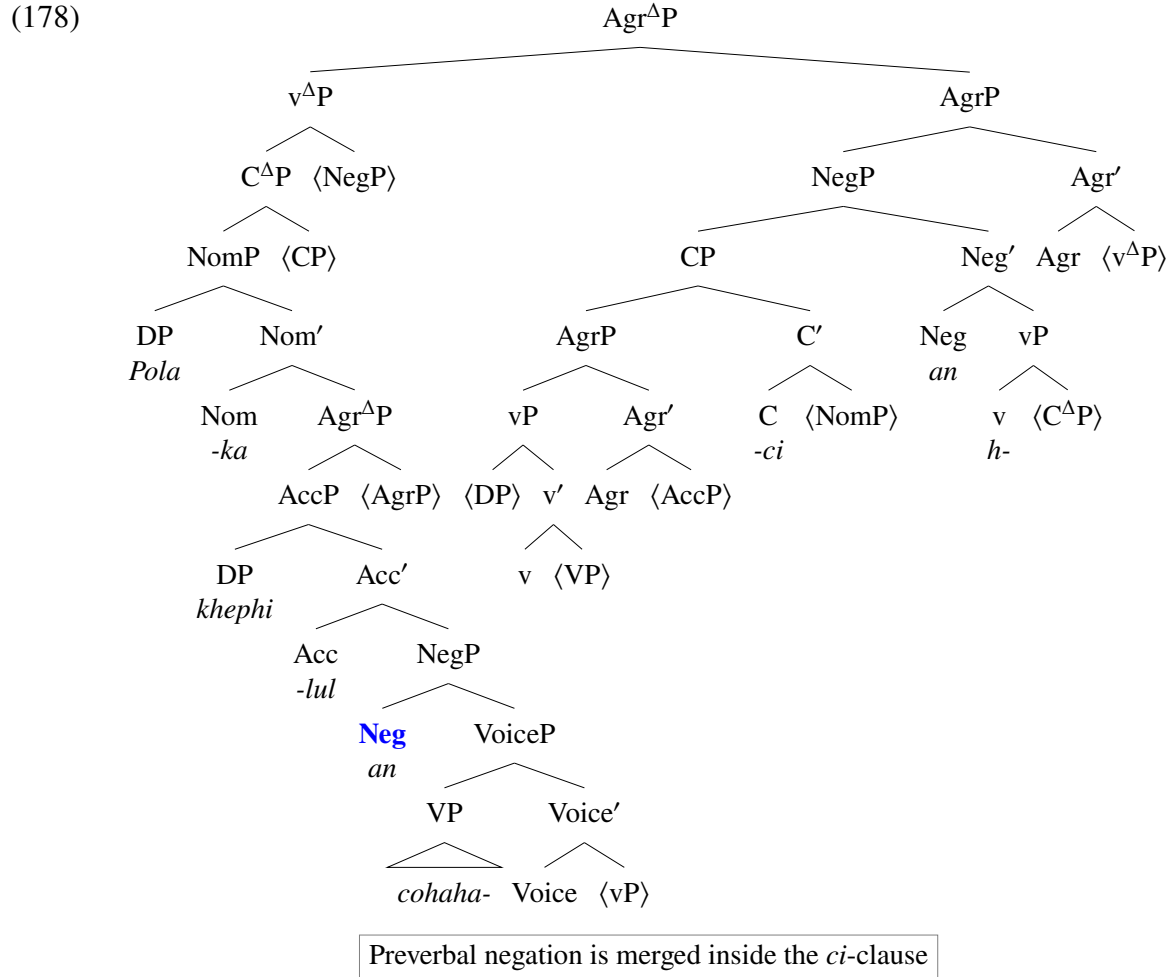 (178) Agr^ΔP
v^ΔP AgrP
C^ΔP ⟨NegP⟩ NegP Agr′
NomP ⟨CP⟩ CP Neg′ Agr ⟨v^ΔP⟩
DP Nom′ AgrP C′ Neg vP
Pola an
Nom Agr^ΔP vP Agr′ C ⟨NomP⟩ v ⟨C^ΔP⟩
-ka -ci h-
AccP ⟨AgrP⟩ ⟨DP⟩ v′ Agr ⟨AccP⟩
DP Acc′ v ⟨VP⟩
khephi
Acc NegP
-lul
Neg VoiceP
an
VP Voice′
cohaha- Voice ⟨vP⟩
Preverbal negation is merged inside the ci-clause